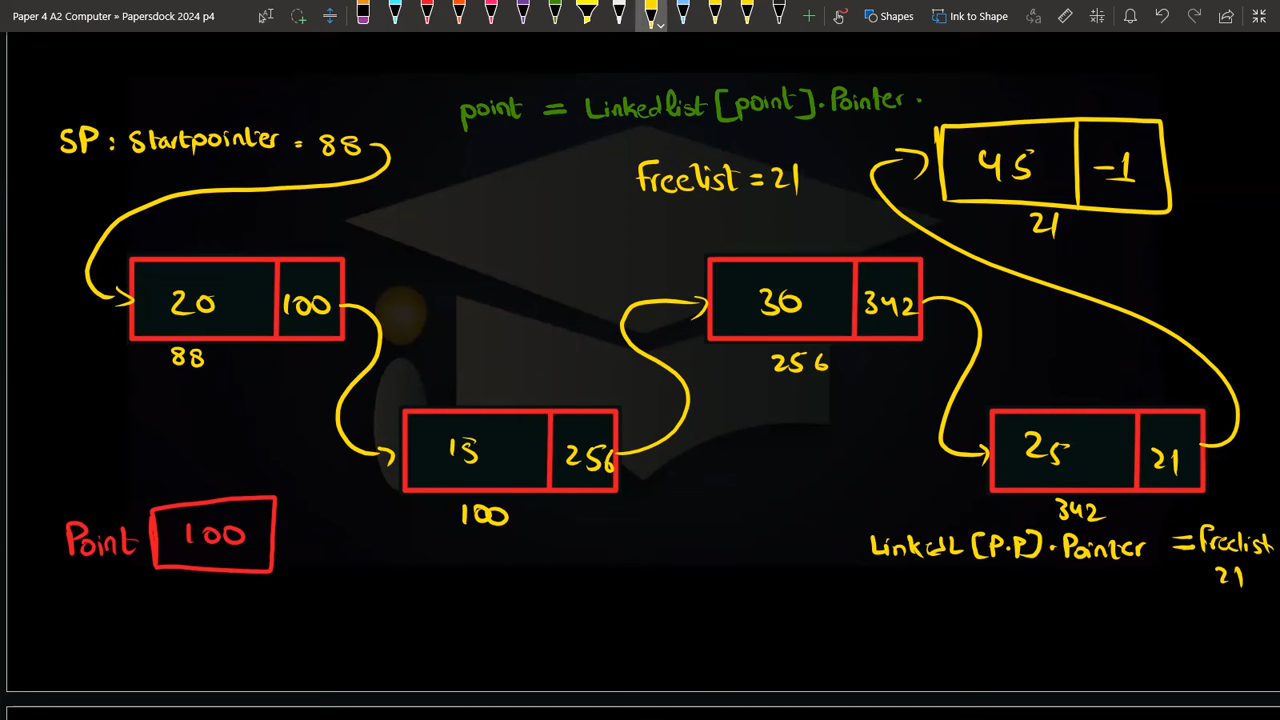 Paper 4 A2 Computer » Papersdock 2024 p4
Shapes
Ink to Shape
point = Linkedlist[point].Pointer.
SP: Startpointer = 88
Freelist = 21
45 -1
21
20 100
88
30 342
256
15 256
100
25 21
342
Point 100
LinkedL[P.P].Pointer = freelist
21